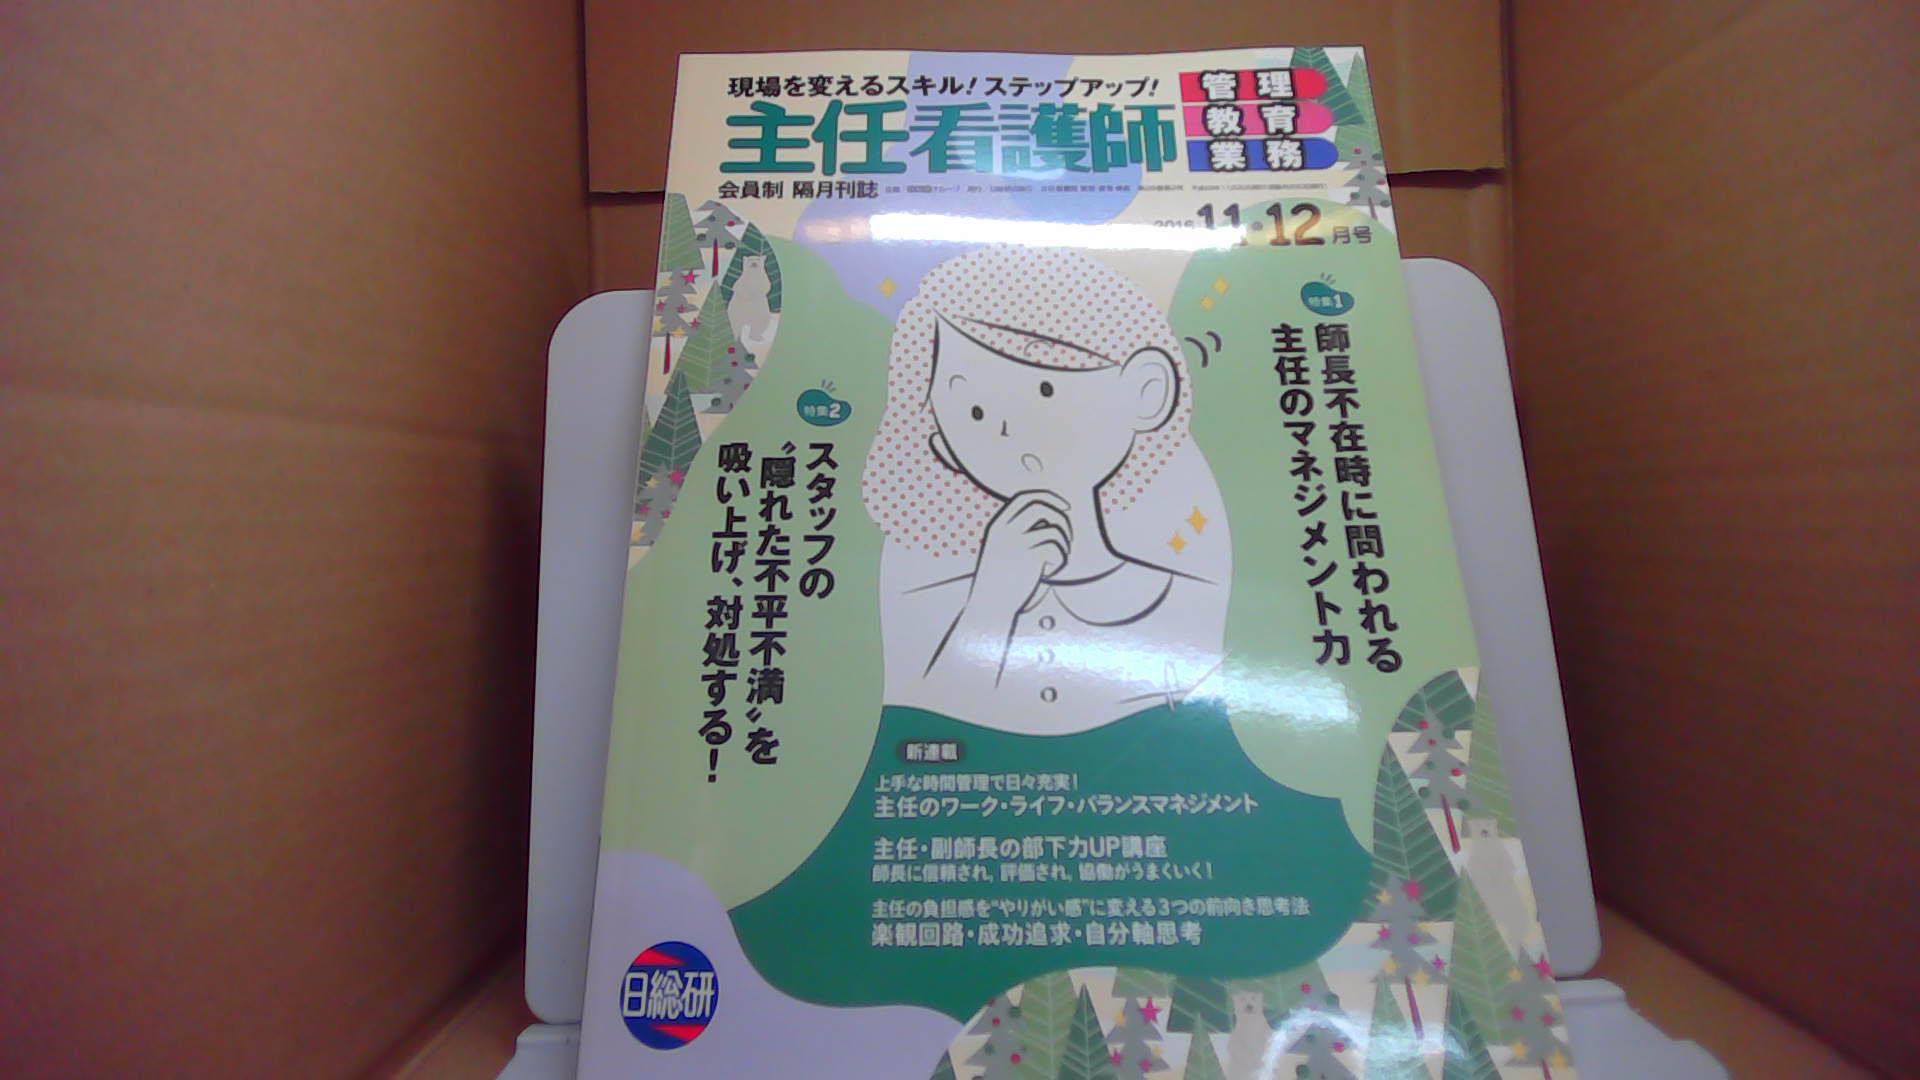 現場を変えるスキル！ステップアップ！
主任看護師
管理
教育
業務
会員制 隔月刊誌
11・12月号
特集1
師長不在時に問われる
主任のマネジメント力
特集2
スタッフの
〝隠れた不平不満〟を
吸い上げ、対処する！
新連載
上手な時間管理で日々充実！
主任のワーク・ライフ・バランスマネジメント
主任・副師長の部下力UP講座
師長に信頼され，評価され，協働がうまくいく！
主任の負担感を“やりがい感”に変える3つの前向き思考法
楽観回路・成功追求・自分軸思考
日総研